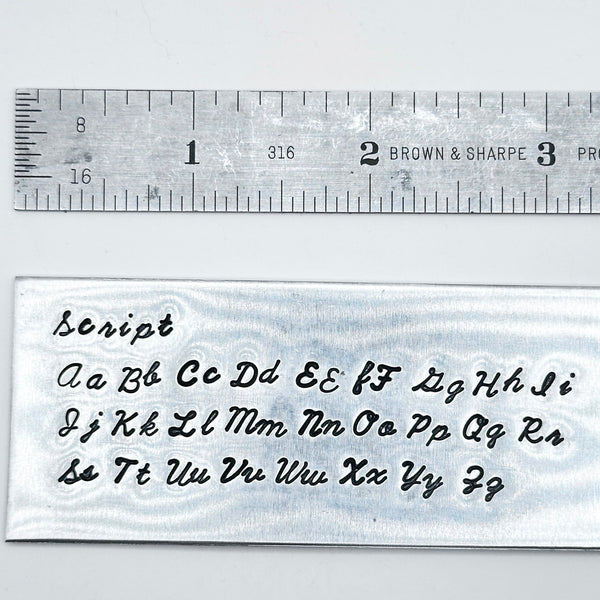 8
1 316 2 BROWN & SHARPE 3
16
Script
Aa Bb Cc Dd EE fF Gg Hh Ii
Jj Kk Ll Mm Nn Oo Pp Qq Rr
Ss Tt Uu Vv Ww Xx Yy Zz